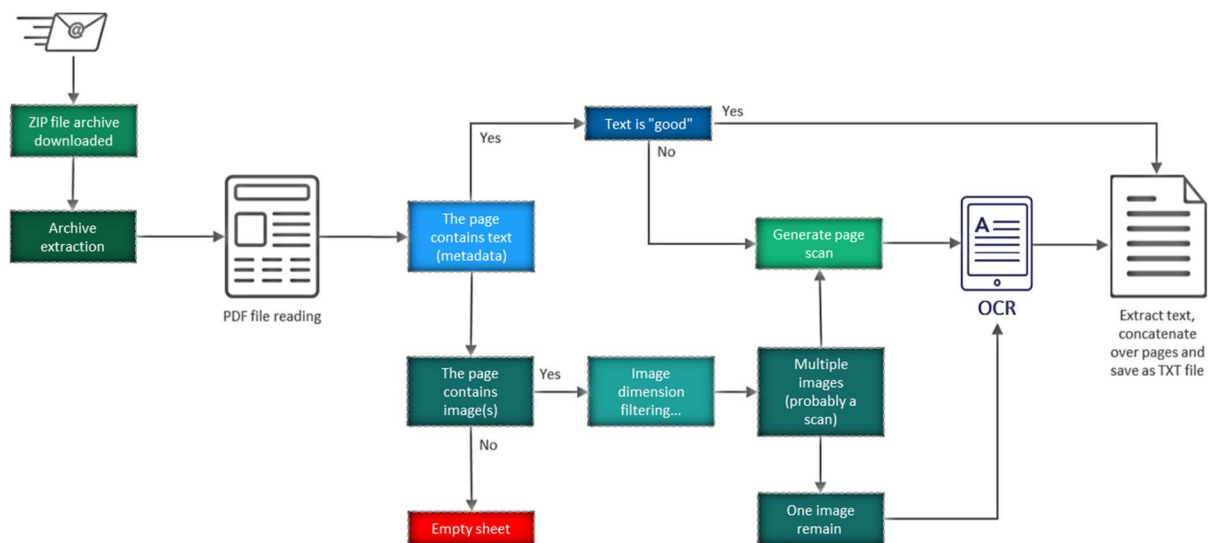 @
ZIP file archive
downloaded
Archive
extraction
PDF file reading
The page
contains text
(metadata)
Yes
Text is "good"
Yes
No
Generate page
scan
A
OCR
Extract text,
concatenate
over pages and
save as TXT file
The page
contains
image(s)
Yes
Image
dimension
filtering...
Multiple
images
(probably a
scan)
No
Empty sheet
One image
remain